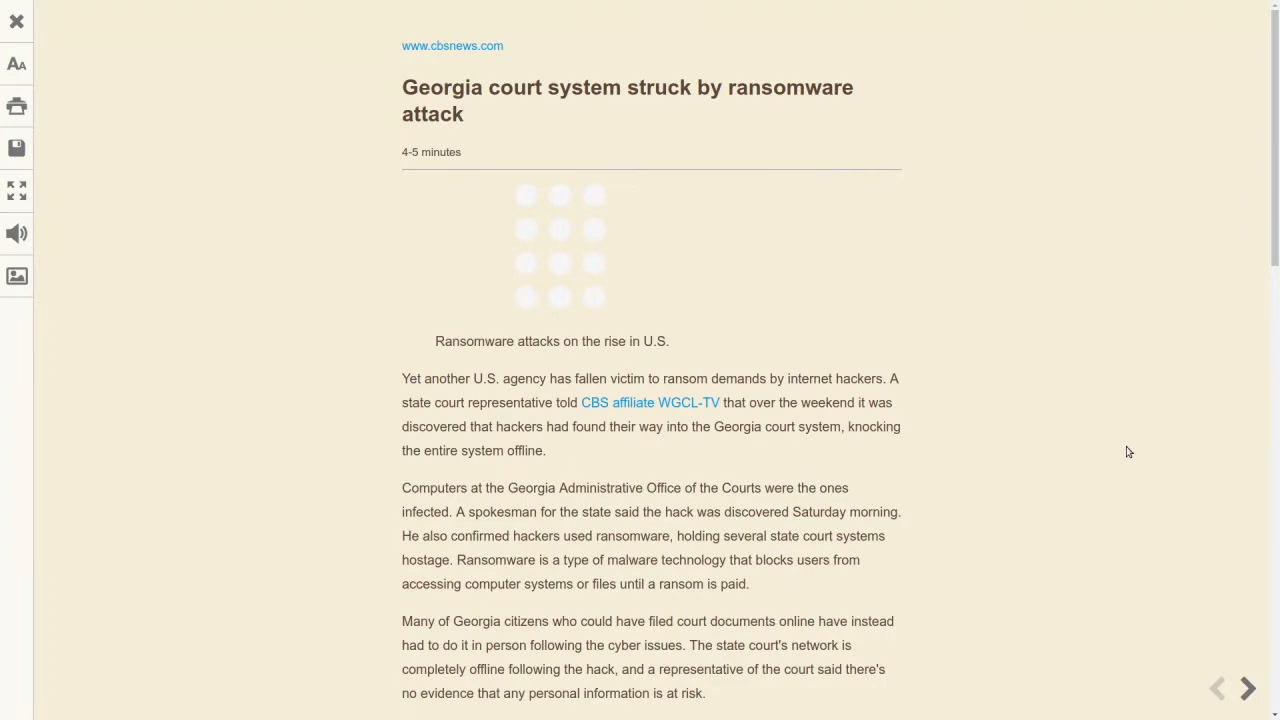 www.cbsnews.com
Georgia court system struck by ransomware
attack
4-5 minutes
Ransomware attacks on the rise in U.S.
Yet another U.S. agency has fallen victim to ransom demands by internet hackers. A
state court representative told CBS affiliate WGCL-TV that over the weekend it was
discovered that hackers had found their way into the Georgia court system, knocking
the entire system offline.
Computers at the Georgia Administrative Office of the Courts were the ones
infected. A spokesman for the state said the hack was discovered Saturday morning.
He also confirmed hackers used ransomware, holding several state court systems
hostage. Ransomware is a type of malware technology that blocks users from
accessing computer systems or files until a ransom is paid.
Many of Georgia citizens who could have filed court documents online have instead
had to do it in person following the cyber issues. The state court's network is
completely offline following the hack, and a representative of the court said there's
no evidence that any personal information is at risk.